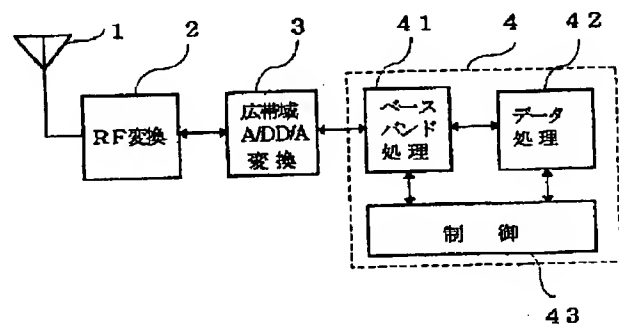 1
2
3
41
4
42
RF変換
広帯域
A/DD/A
変換
ベース
バンド
処理
データ
処理
制御
43